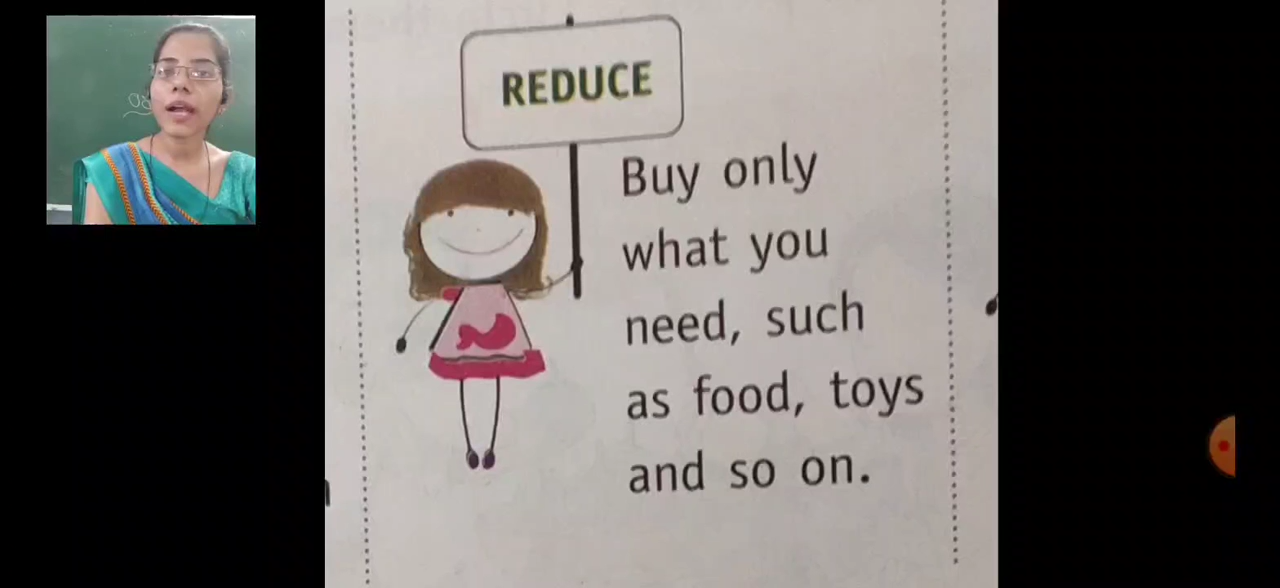 REDUCE
Buy only
what you
need, such
as food, toys
and so on.